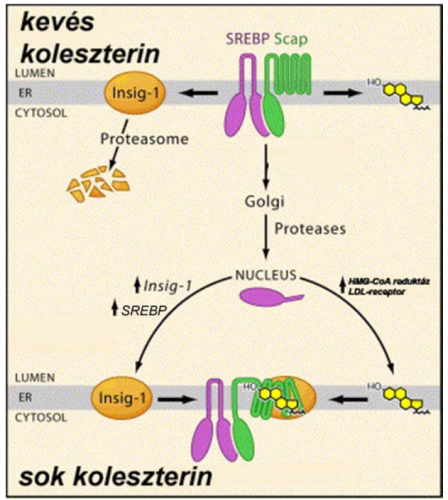 kevés
koleszterin
SREBP Scap
LUMEN
ER
CYTOSOL
Insig-1
HO
Proteasome
Golgi
Proteases
NUCLEUS
Insig-1
SREBP
HMG-CoA reduktáz
LDL-receptor
LUMEN
ER
CYTOSOL
Insig-1
HO
HO
sok koleszterin